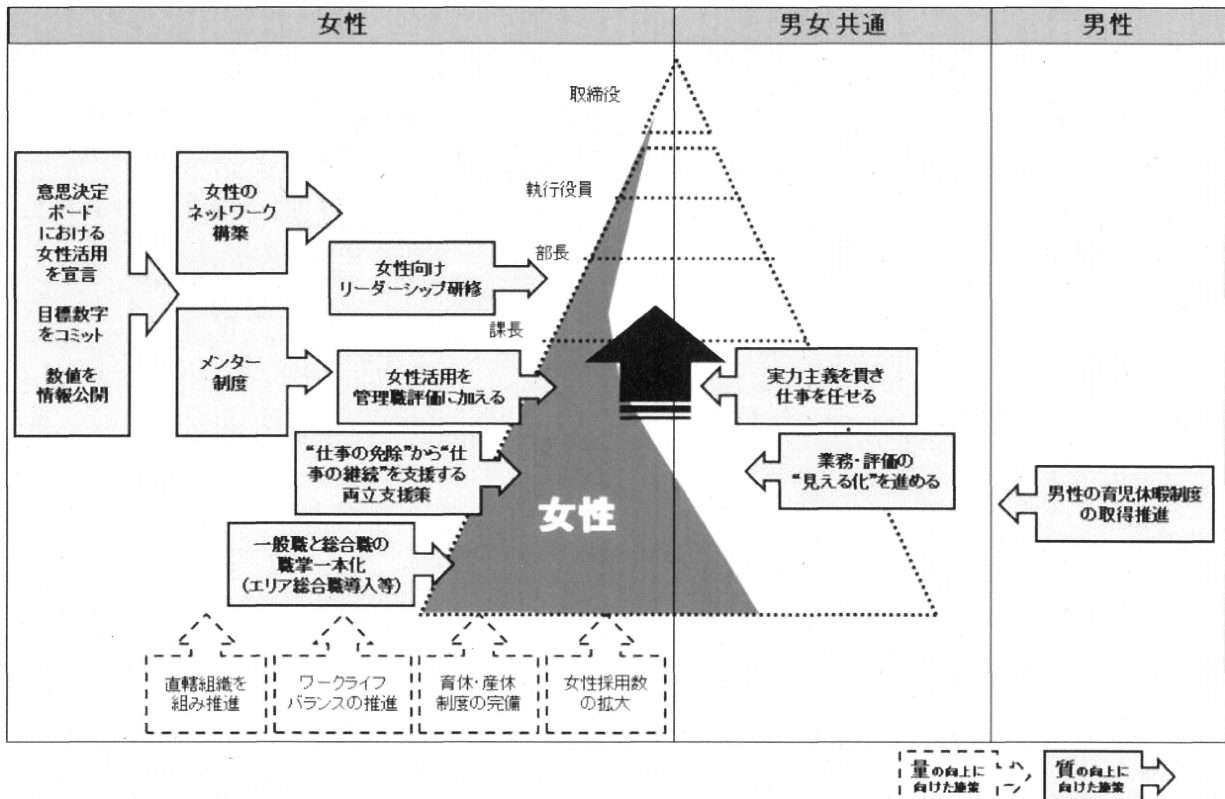 女性
男女共通
男性
取締役
執行役員
部長
課長
意思決定
ボード
における
女性活用
を宣言
目標数字
をコミット
数値を
情報公開
女性の
ネットワーク
構築
メンター
制度
女性向け
リーダーシップ研修
女性活用を
管理職評価に加える
“仕事の免除”から“仕
事の継続”を支援する
両立支援策
一般職と総合職の
職掌一本化
(エリア総合職導入等)
女性
実力主義を貫き
仕事を任せる
業務・評価の
“見える化”を進める
男性の育児休暇制度
の取得推進
直轄組織を
組み推進
ワークライフ
バランスの推進
育休・産休
制度の完備
女性採用数
の拡大
量の向上に
向けた施策
質の向上に
向けた施策